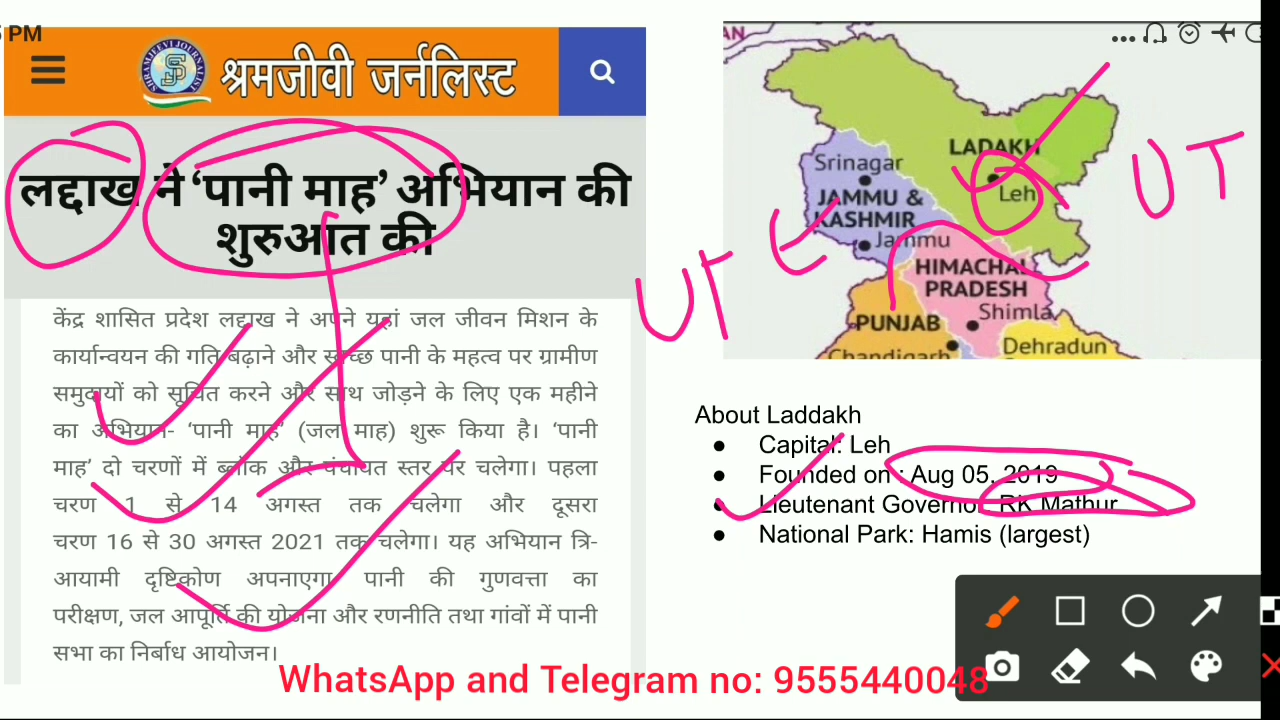 PM
श्रमजीवी जर्नलिस्ट
SHRAMJEEVI JOURNALIST
लद्दाख ने ‘पानी माह’ अभियान की
शुरुआत की
केंद्र शासित प्रदेश लद्दाख ने अपने यहां जल जीवन मिशन के
कार्यान्वयन की गति बढ़ाने और स्वच्छ पानी के महत्व पर ग्रामीण
समुदायों को सूचित करने और साथ जोड़ने के लिए एक महीने
का अभियान- ‘पानी माह’ (जल माह) शुरू किया है। ‘पानी
माह’ दो चरणों में ब्लॉक और पंचायत स्तर पर चलेगा। पहला
चरण 1 से 14 अगस्त तक चलेगा और दूसरा
चरण 16 से 30 अगस्त 2021 तक चलेगा। यह अभियान त्रि-
आयामी दृष्टिकोण अपनाएगा पानी की गुणवत्ता का
परीक्षण, जल आपूर्ति की योजना और रणनीति तथा गांवों में पानी
सभा का निर्बाध आयोजन।
AN
LADAKH
Leh
Srinagar
JAMMU &
KASHMIR
Jammu
HIMACHAL
PRADESH
Shimla
PUNJAB
Chandigarh
Dehradun
UT
UT
About Laddakh
● Capital: Leh
● Founded on : Aug 05, 2019
● Lieutenant Governor: RK Mathur
● National Park: Hamis (largest)
WhatsApp and Telegram no: 9555440048